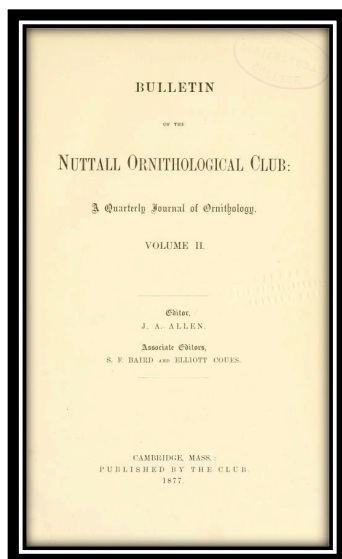 BULLETIN
OF THE
NUTTALL ORNITHOLOGICAL CLUB:
A Quarterly Journal of Ornithology.
VOLUME II.
Editor,
J. A. ALLEN.
Associate Editors,
S. F. BAIRD AND ELLIOTT COUES.
CAMBRIDGE, MASS.:
PUBLISHED BY THE CLUB.
1877.